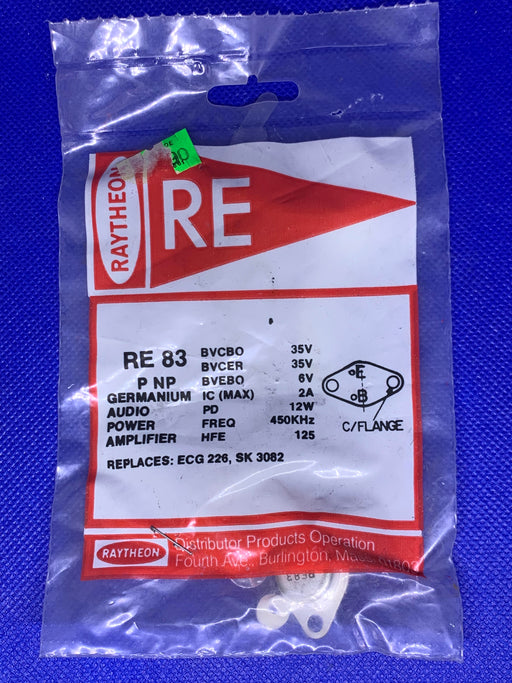 RAYTHEON
RE
RE 83
P NP
GERMANIUM
AUDIO
POWER
AMPLIFIER
BVCBO 35V
BVCER 35V
BVEBO 6V
IC (MAX) 2A
PD 12W
FREQ 450KHz
HFE 125
E
B
C/FLANGE
REPLACES: ECG 226, SK 3082
RAYTHEON
Distributor Products Operation
Fourth Ave., Burlington, Mass.
RE83